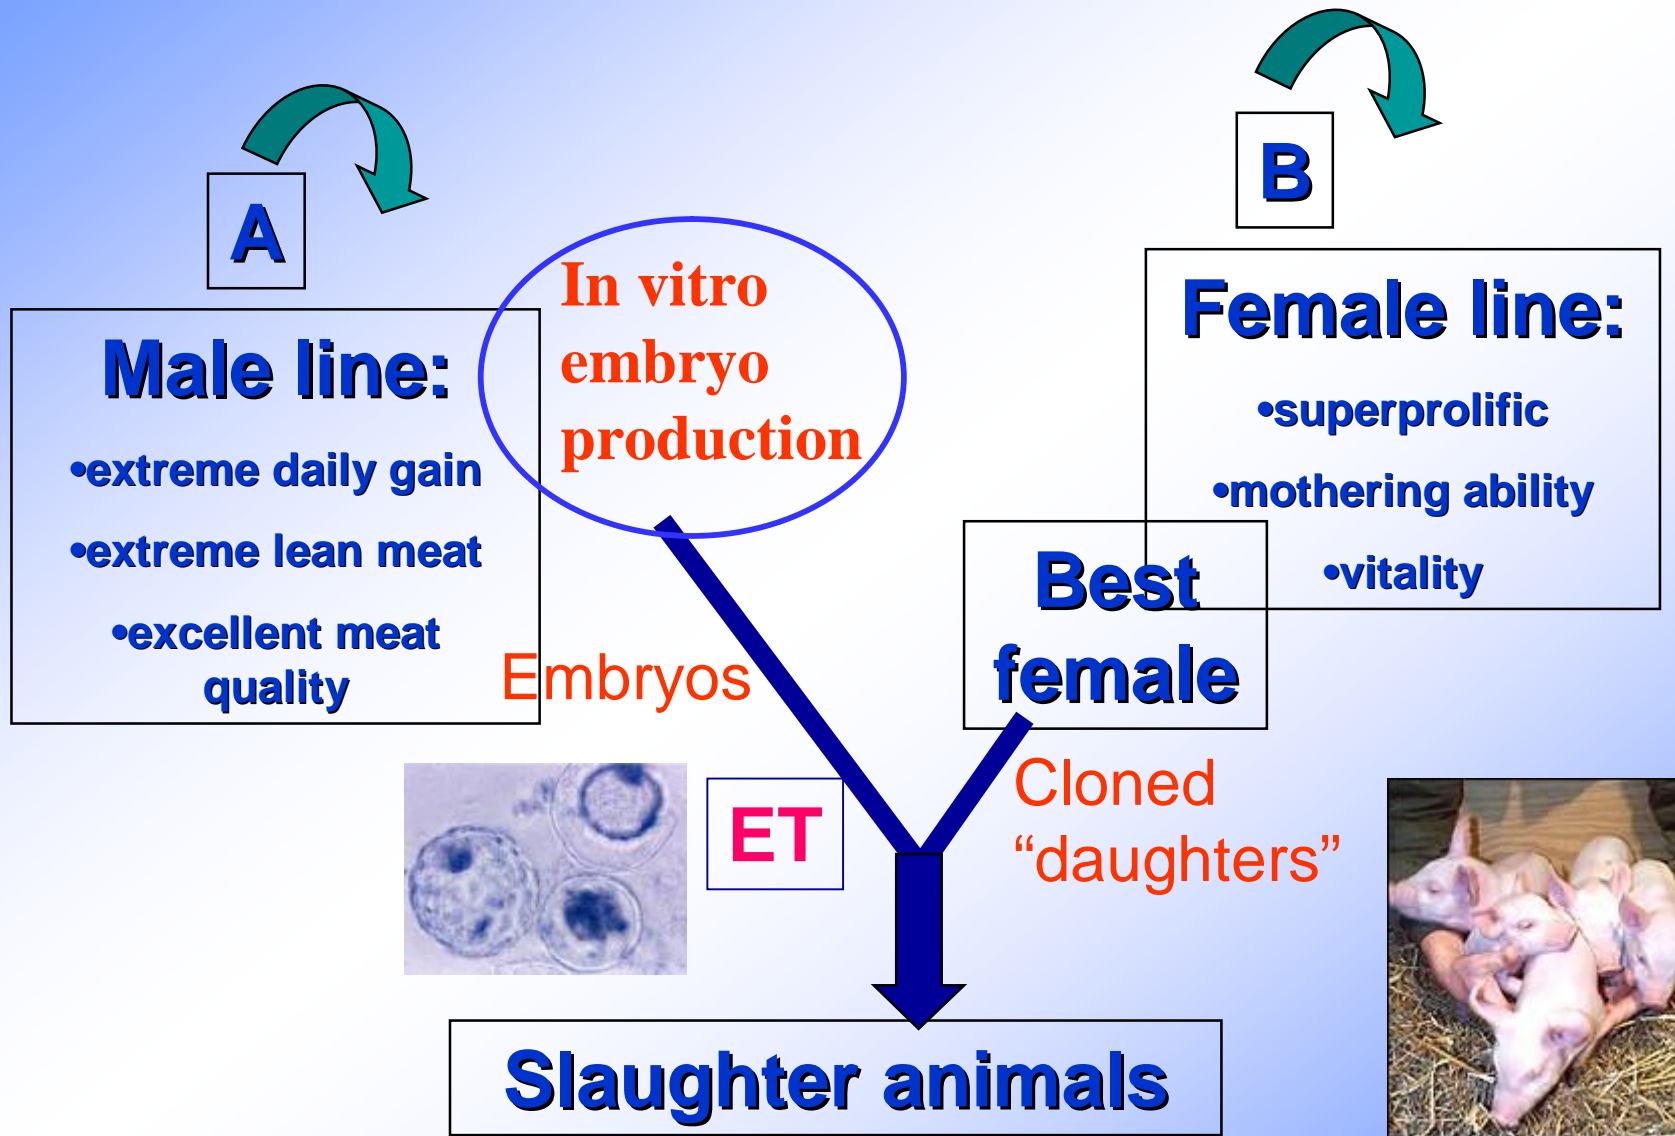 A
Male line:
•extreme daily gain
•extreme lean meat
•excellent meat
quality
In vitro
embryo
production
B
Female line:
•superprolific
•mothering ability
•vitality
Best
female
Embryos
ET
Cloned
“daughters”
Slaughter animals